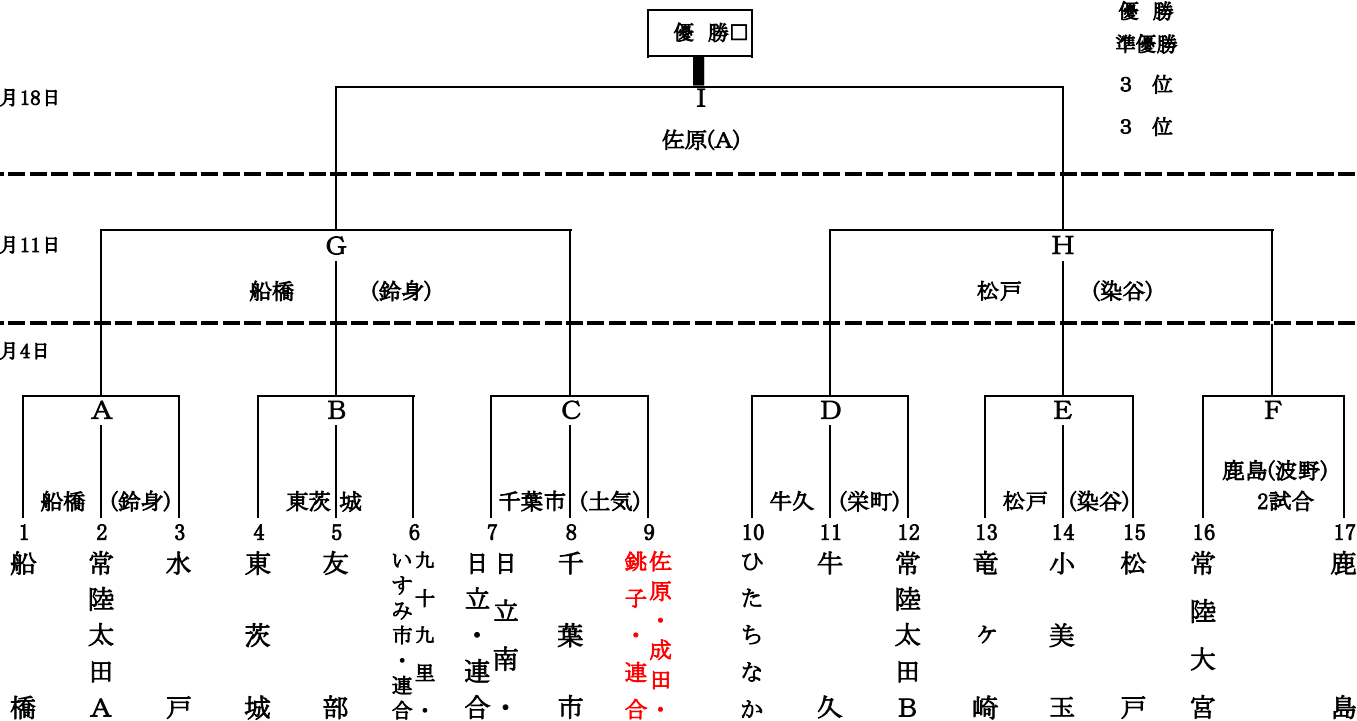 優 勝
準優勝
3 位
3 位
優 勝□
月18日
I
佐原(A)
月11日
G
H
船橋 (鈴身)
松戸 (染谷)
月4日
A
B
C
D
E
F
船橋 (鈴身)
東茨城
千葉市 (土気)
牛久 (栄町)
松戸 (染谷)
鹿島(波野)
2試合
1 2 3 4 5 6 7 8 9 10 11 12 13 14 15 16 17
船橋
常陸太田A
水戸
東茨城
友部
九十九里・
いすみ市・連合
日立南・
日立・連合
千葉市
佐原・成田・
銚子・連合
ひたちなか
牛久
常陸太田B
竜ヶ崎
小美玉
松戸
常陸大宮
鹿島